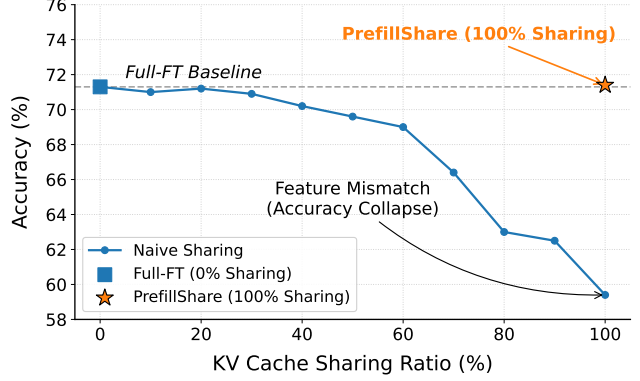 76
74
72
70
68
66
64
62
60
58
Accuracy (%)
PrefillShare (100% Sharing)
Full-FT Baseline
Feature Mismatch
(Accuracy Collapse)
Naive Sharing
Full-FT (0% Sharing)
PrefillShare (100% Sharing)
0
20
40
60
80
100
KV Cache Sharing Ratio (%)